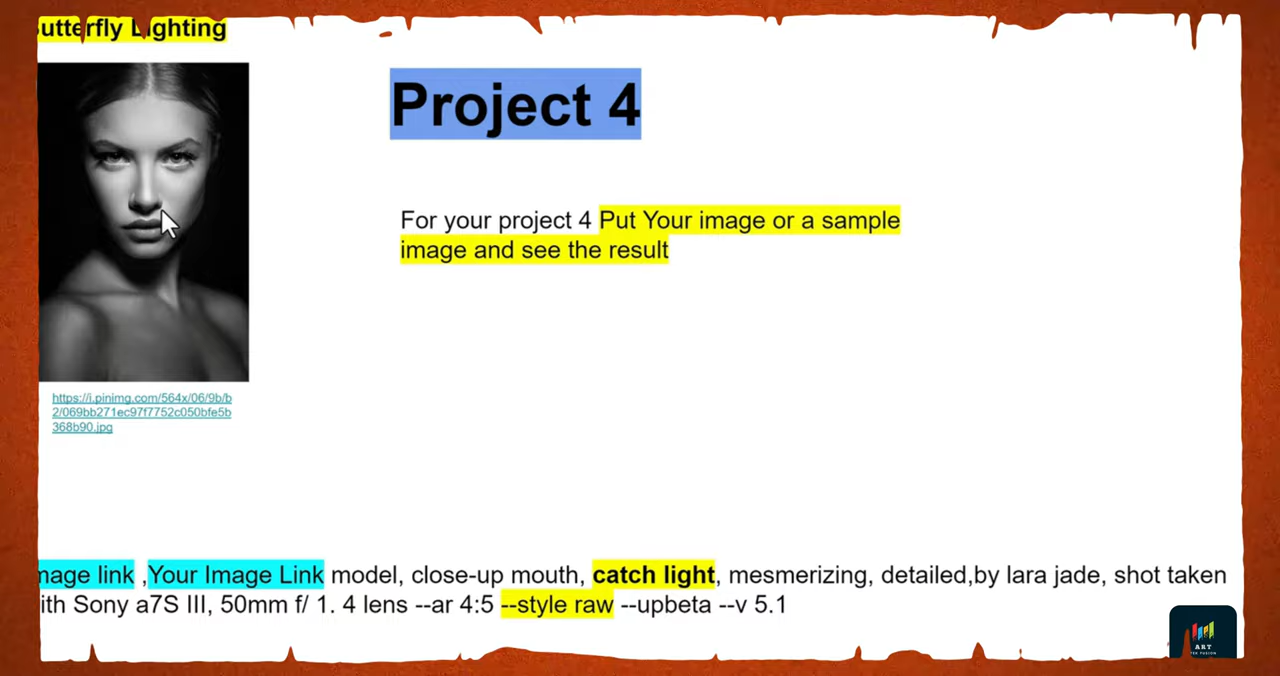 utterfly Lighting
Project 4
For your project 4 Put Your image or a sample
image and see the result
https://i.pinimg.com/564x/06/9b/b
2/069bb271ec97f7752c050bfe5b
368b90.jpg
mage link ,Your Image Link model, close-up mouth, catch light, mesmerizing, detailed,by lara jade, shot taken
ith Sony a7S III, 50mm f/ 1. 4 lens --ar 4:5 --style raw --upbeta --v 5.1
ART